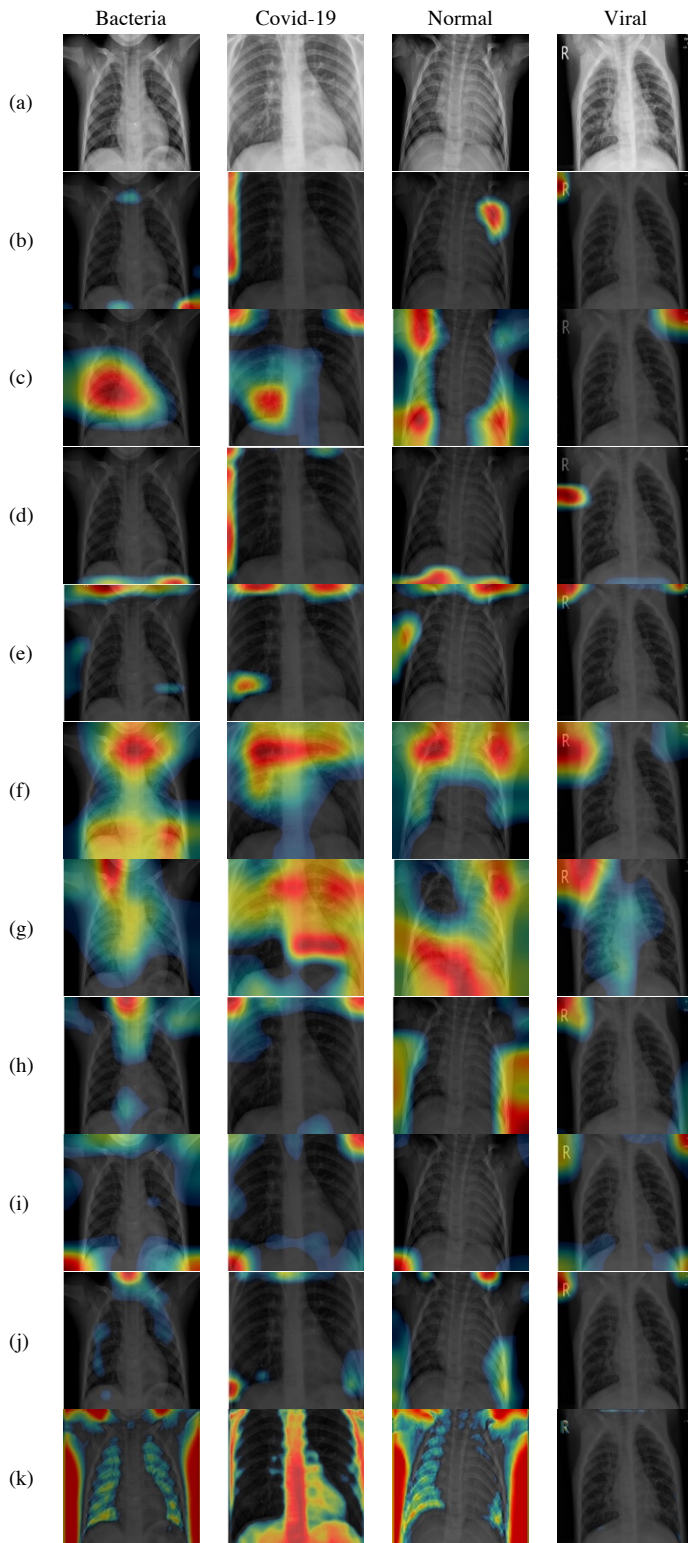 Bacteria Covid-19 Normal Viral
(a)
R
(b)
R
(c)
R
(d)
R
(e)
R
(f)
R
(g)
R
(h)
R
(i)
R
(j)
R
(k)
R